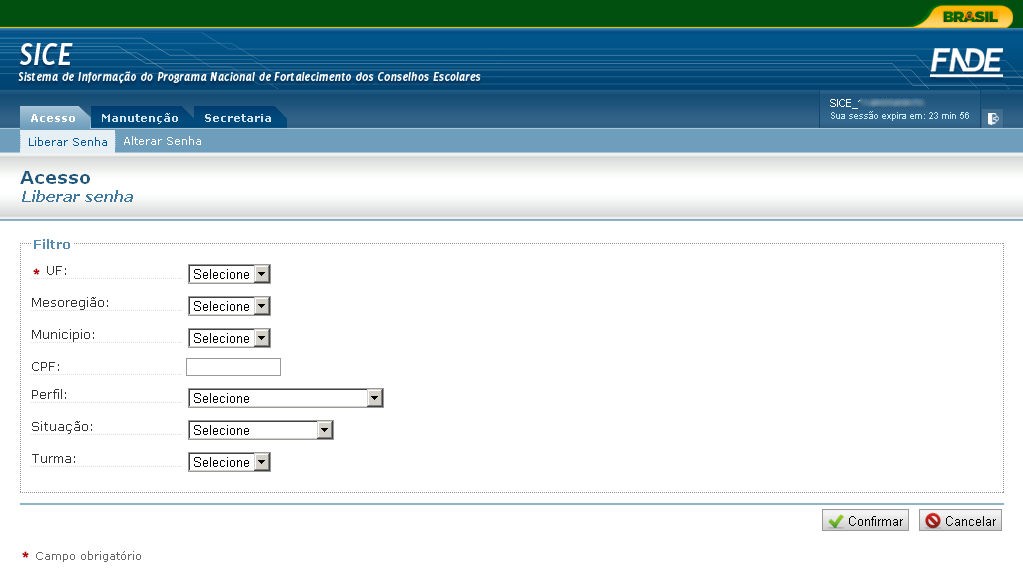 BRASIL
SICE
Sistema de Informação do Programa Nacional de Fortalecimento dos Conselhos Escolares
FNDE
SICE_
Sua sessão expira em: 23 min 56
Acesso Manutenção Secretaria
Liberar Senha Alterar Senha
Acesso
Liberar senha
Filtro
* UF: Selecione
Mesoregião: Selecione
Municipio: Selecione
CPF:
Perfil: Selecione
Situação: Selecione
Turma: Selecione
Confirmar Cancelar
* Campo obrigatório